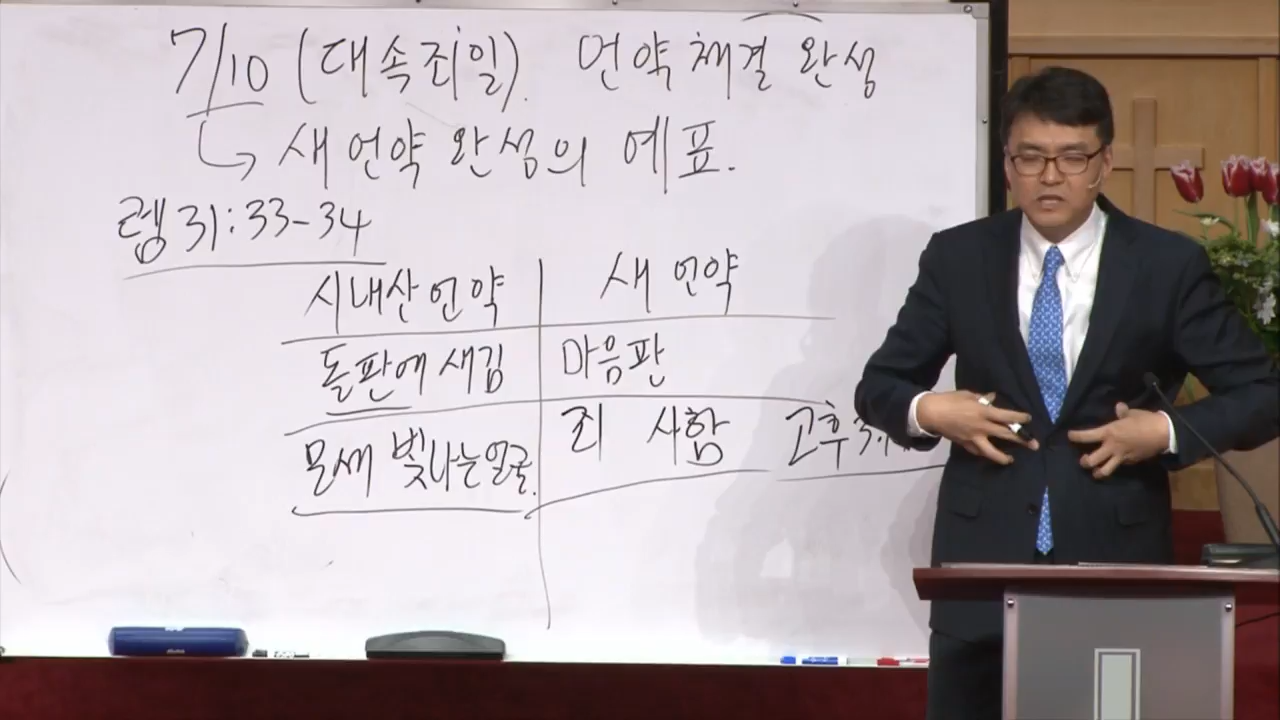 7/10 (대속죄일). 언약 체결 완성
새 언약 완성의 예표.
렘 31:33-34
시내산 언약 새 언약
돌판에 새김 마음판
모세 빛나는 얼굴. 죄 사함 고후